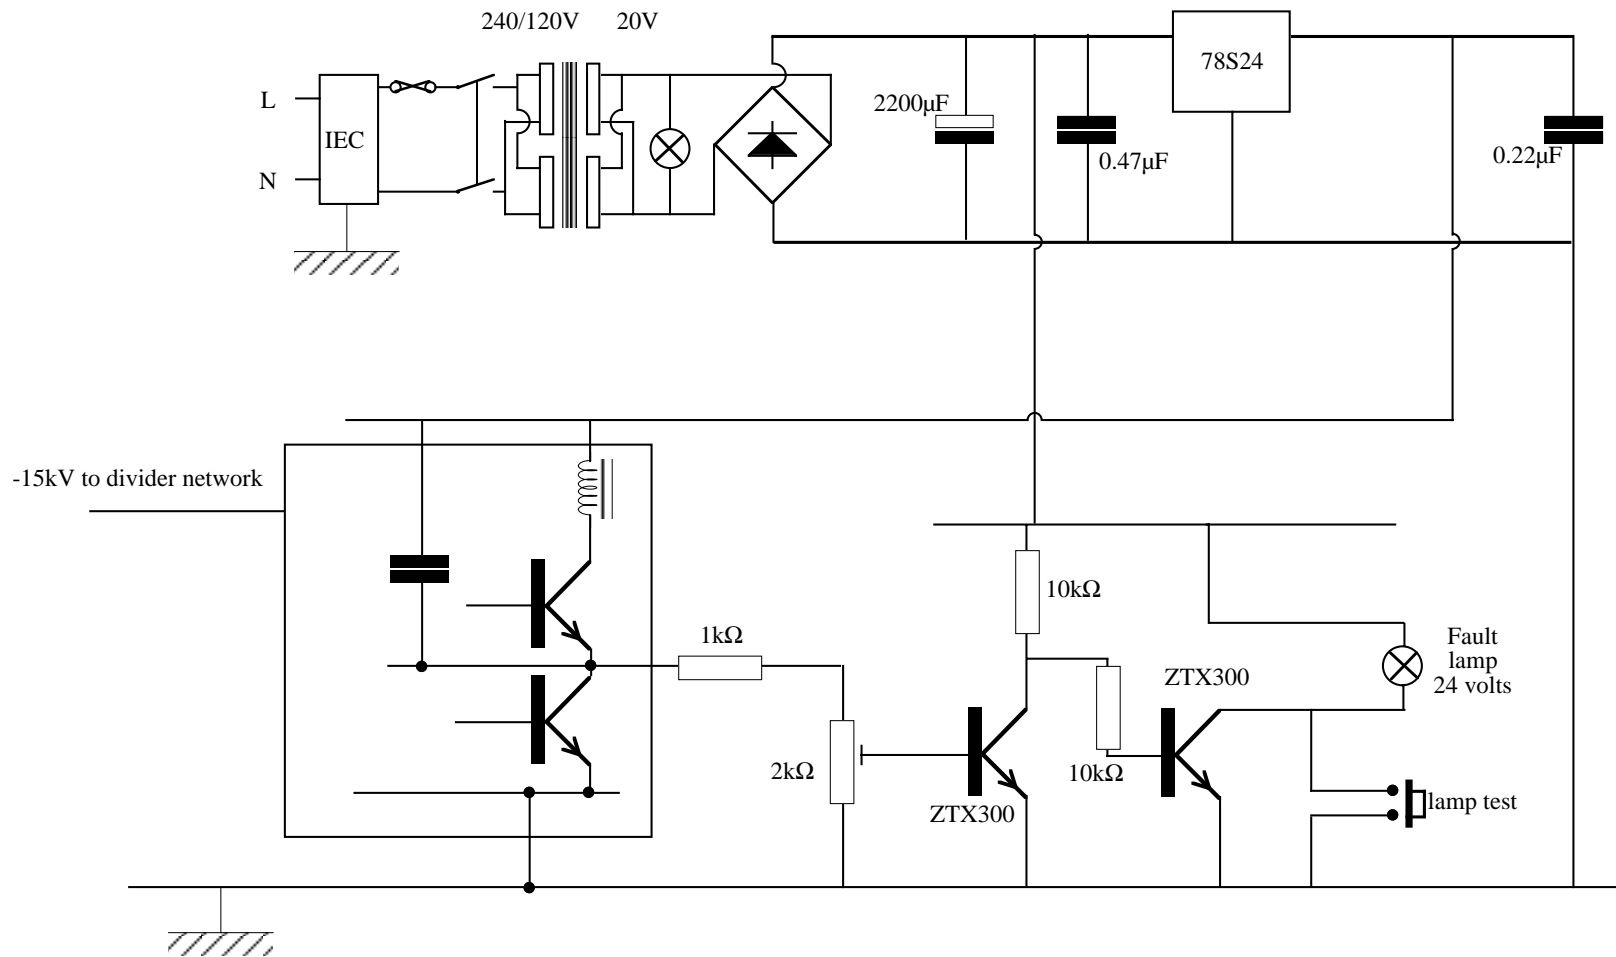 240/120V
20V
78S24
L
IEC
N
2200µF
0.47µF
0.22µF
-15kV to divider network
10kΩ
1kΩ
Fault
lamp
24 volts
ZTX300
2kΩ
10kΩ
ZTX300
lamp test